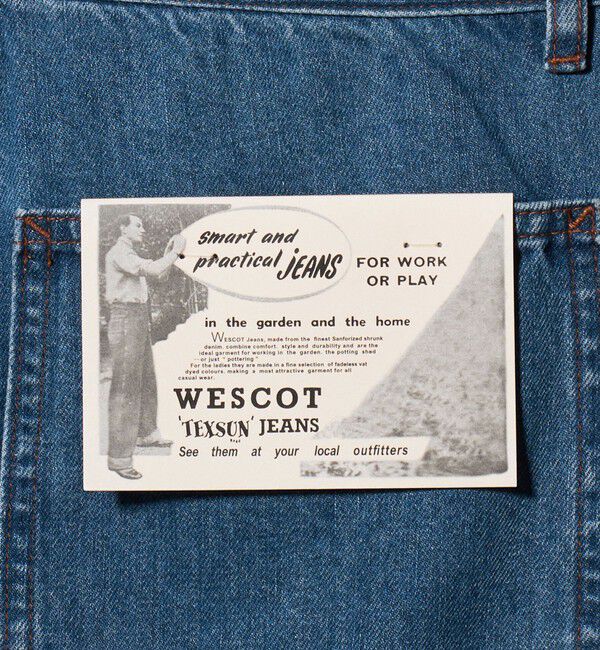 smart and
practical JEANS
FOR WORK
OR PLAY
in the garden and the home
WESCOT Jeans, made from the finest Sanforized shrunk
denim, combine comfort, style and durability and are the
ideal garment for working in the garden, the potting shed
—or just "pottering"
For the ladies they are made in a fine selection of fadeless vat
dyed colours, making a most attractive garment for all
casual wear.
WESCOT
'TEXSUN' JEANS
See them at your local outfitters